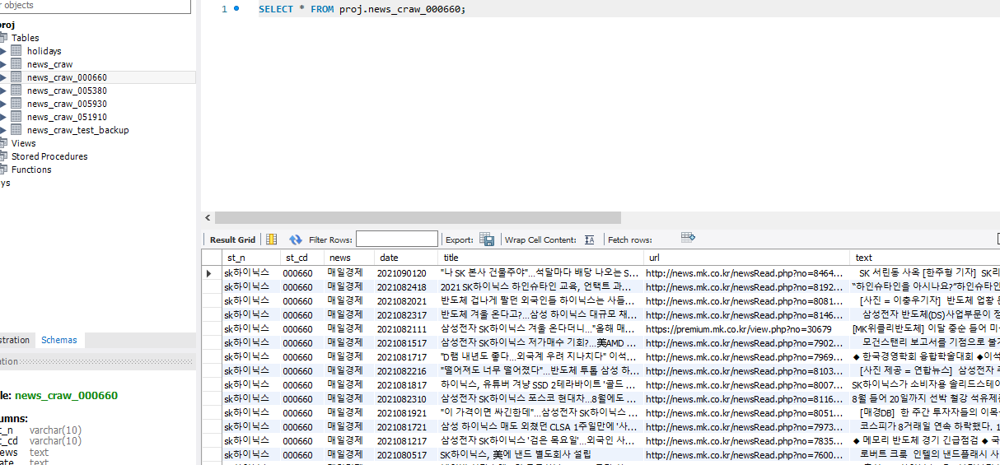 r objects
proj
Tables
holidays
news_craw
news_craw_000660
news_craw_005380
news_craw_005930
news_craw_051910
news_craw_test_backup
Views
Stored Procedures
Functions
ys
stration Schemas
ation
le: news_craw_000660
umns:
t_n varchar(10)
t_cd varchar(10)
ews text
ate text
1 SELECT * FROM proj.news_craw_000660;
Result Grid Filter Rows: Export: Wrap Cell Content: IA Fetch rows:
st_n st_cd news date title url text
sk하이닉스 000660 매일경제 2021090120 "나 SK 본사 건물주야"...석달마다 배당 나오는 S... http://news.mk.co.kr/newsRead.php?no=8464... SK 서린동 사옥 [한주형 기자] SK리
sk하이닉스 000660 매일경제 2021082418 2021 SK하이닉스 하인슈타인 교육, 언택트 과... http://news.mk.co.kr/newsRead.php?no=8192... "하인슈타인을 아시나요?"하인슈타인
sk하이닉스 000660 매일경제 2021082021 반도체 겁나게 팔던 외국인들 하이닉스는 사들... http://news.mk.co.kr/newsRead.php?no=8081... [사진 = 이충우기자] 반도체 업황 둔
sk하이닉스 000660 매일경제 2021082317 반도체 겨울 온다고?...삼성 하이닉스 대규모 채... http://news.mk.co.kr/newsRead.php?no=8146... 삼성전자 반도체(DS)사업부문이 정
sk하이닉스 000660 매일경제 2021082111 삼성전자 SK하이닉스 겨울 온다더니..."올해 매... https://premium.mk.co.kr/view.php?no=30679 [MK위클리반도체] 이달 중순 들어 미
sk하이닉스 000660 매일경제 2021081517 삼성전자 SK하이닉스 저가매수 기회?...美AMD ... http://news.mk.co.kr/newsRead.php?no=7902... 모건스탠리 보고서를 기점으로 불거
sk하이닉스 000660 매일경제 2021081717 "D램 내년도 좋다...외국계 우려 지나치다" 이석... http://news.mk.co.kr/newsRead.php?no=7969... ◆ 한국경영학회 융합학술대회 ◆이석
sk하이닉스 000660 매일경제 2021082216 "떨어져도 너무 떨어졌다"...반도체 투톱 삼성 하... http://news.mk.co.kr/newsRead.php?no=8103... [사진 제공 = 연합뉴스] 삼성전자 주
sk하이닉스 000660 매일경제 2021081817 하이닉스, 유튜버 겨냥 SSD 2테라바이트 '골드 ... http://news.mk.co.kr/newsRead.php?no=8007... SK하이닉스가 소비자용 솔리드스테이
sk하이닉스 000660 매일경제 2021082310 삼성전자 SK하이닉스 포스코 현대차...8월에도 ... http://news.mk.co.kr/newsRead.php?no=8116... 8월 들어 20일까지 선박 철강 석유제품
sk하이닉스 000660 매일경제 2021081921 "이 가격이면 싸긴한데"...삼성전자 SK하이닉스 ... http://news.mk.co.kr/newsRead.php?no=8051... [매경DB] 한 주간 투자자들의 이목
sk하이닉스 000660 매일경제 2021081721 삼성 하이닉스 매도 외쳤던 CLSA 1주일만에 '사... http://news.mk.co.kr/newsRead.php?no=7973... 코스피가 8거래일 연속 하락했다. 1
sk하이닉스 000660 매일경제 2021081217 삼성전자 SK하이닉스 '검은 목요일'...외국인 사... http://news.mk.co.kr/newsRead.php?no=7835... ◆ 메모리 반도체 경기 긴급점검 ◆ 국
sk하이닉스 000660 매일경제 2021080517 SK하이닉스, 美에 낸드 별도회사 설립 http://news.mk.co.kr/newsRead.php?no=7600... 로버트 크룩 인텔의 낸드플래시 사